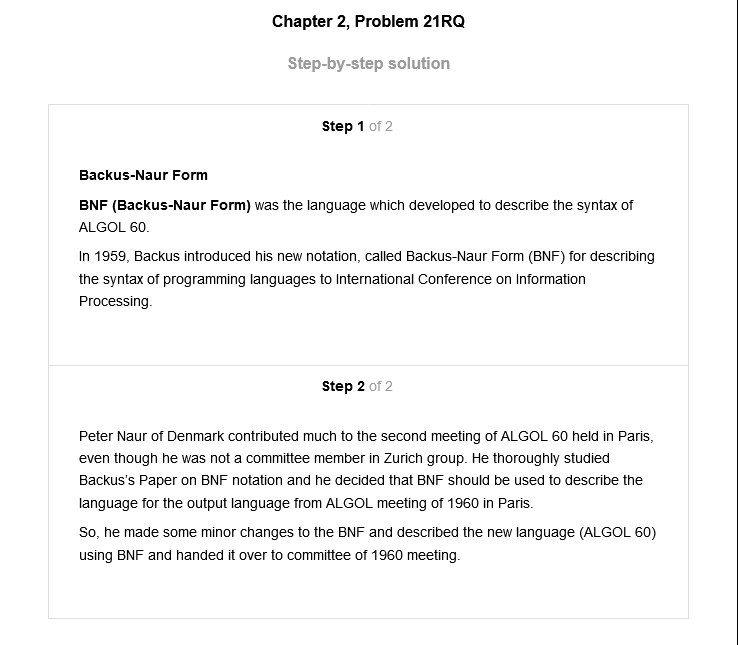 Chapter 2, Problem 21RQ
Step-by-step solution
Step 1 of 2
Backus-Naur Form
BNF (Backus-Naur Form) was the language which developed to describe the syntax of
ALGOL 60.
In 1959, Backus introduced his new notation, called Backus-Naur Form (BNF) for describing
the syntax of programming languages to International Conference on Information
Processing.
Step 2 of 2
Peter Naur of Denmark contributed much to the second meeting of ALGOL 60 held in Paris,
even though he was not a committee member in Zurich group. He thoroughly studied
Backus's Paper on BNF notation and he decided that BNF should be used to describe the
language for the output language from ALGOL meeting of 1960 in Paris.
So, he made some minor changes to the BNF and described the new language (ALGOL 60)
using BNF and handed it over to committee of 1960 meeting.